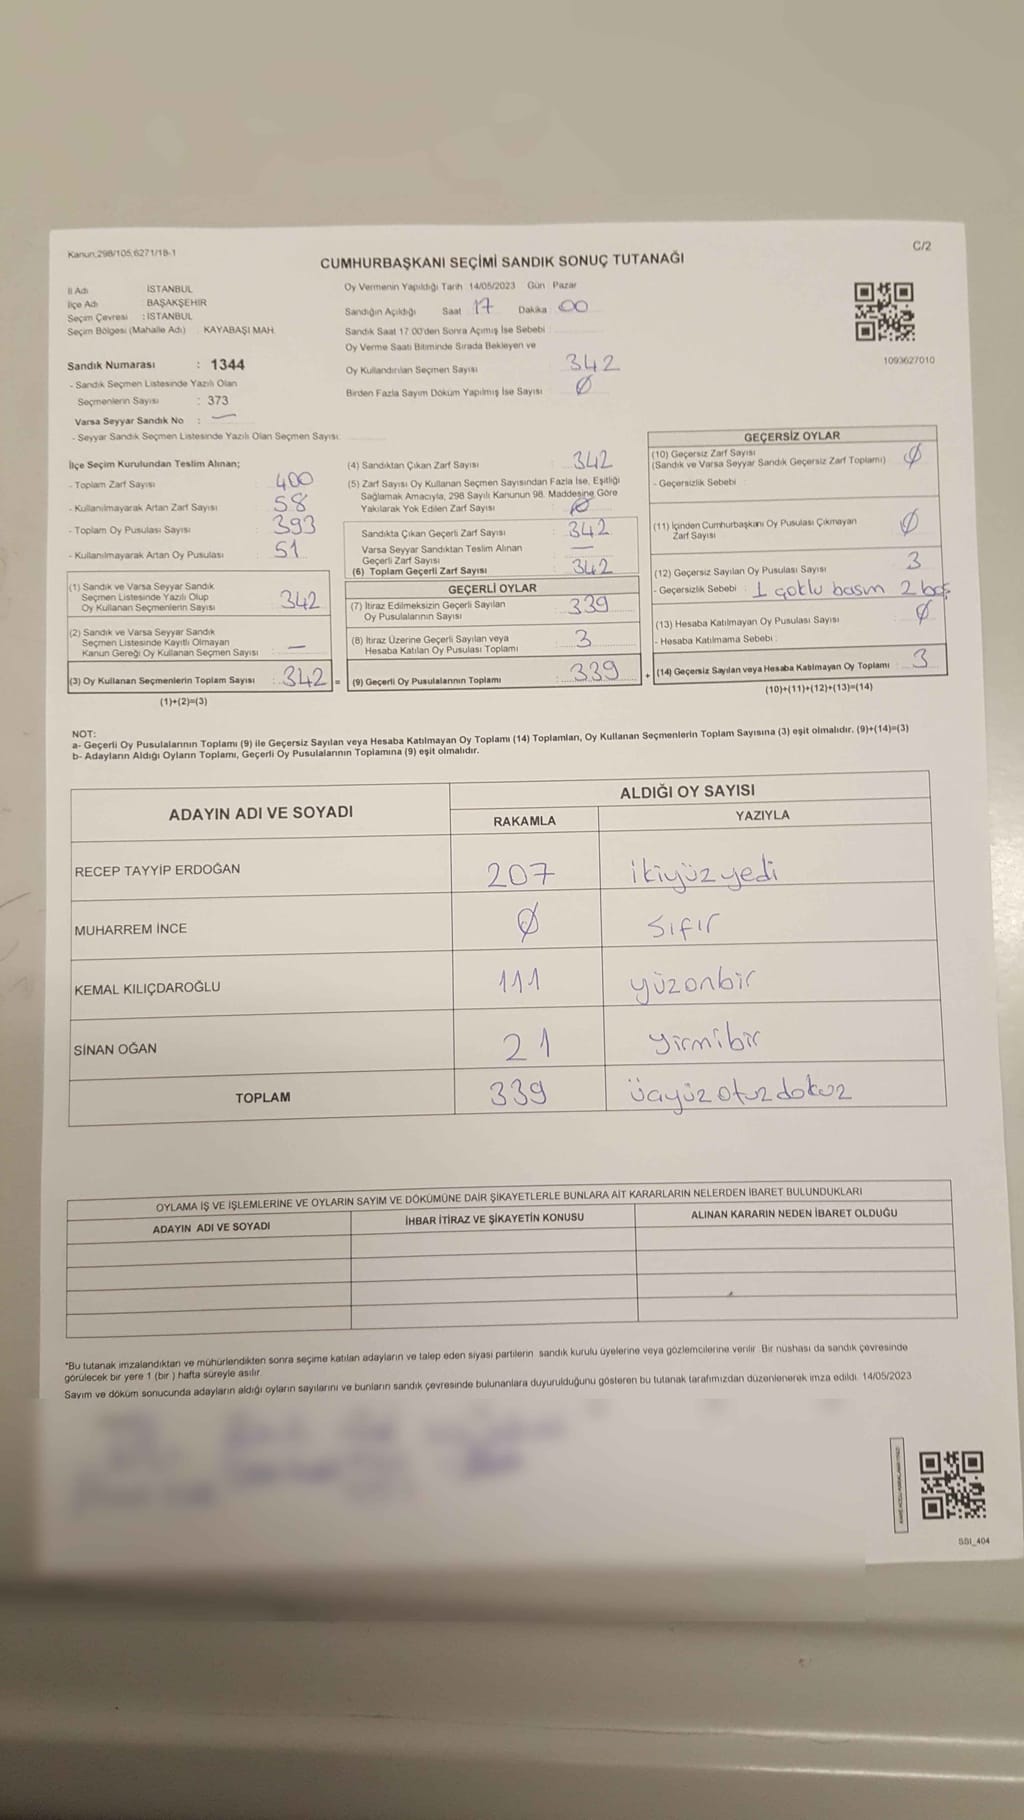 Kanun.298/105,6271/18-1
C/2
CUMHURBAŞKANI SEÇİMİ SANDIK SONUÇ TUTANAĞI
İl Adı : İSTANBUL
İlçe Adı : BAŞAKŞEHİR
Seçim Çevresi : İSTANBUL
Seçim Bölgesi (Mahalle Adı) : KAYABAŞI MAH.
Sandık Numarası : 1344
- Sandık Seçmen Listesinde Yazılı Olan
Seçmenlerin Sayısı : 373
Varsa Seyyar Sandık No : —
- Seyyar Sandık Seçmen Listesinde Yazılı Olan Seçmen Sayısı:
Oy Vermenin Yapıldığı Tarih 14/05/2023 Gün Pazar
Sandığın Açıldığı Saat 17 Dakika 00
Sandık Saat 17.00'den Sonra Açımış İse Sebebi :
Oy Verme Saati Bitiminde Sırada Bekleyen ve
Oy Kullandırılan Seçmen Sayısı : 342
Birden Fazla Sayım Döküm Yapılmış İse Sayısı : Ø
1093627010
İlçe Seçim Kurulundan Teslim Alınan;
- Toplam Zarf Sayısı : 400
- Kullanılmayarak Artan Zarf Sayısı : 58
- Toplam Oy Pusulası Sayısı : 393
- Kullanılmayarak Artan Oy Pusulası : 51
(1) Sandık ve Varsa Seyyar Sandık
Seçmen Listesinde Yazılı Olup
Oy Kullanan Seçmenlerin Sayısı : 342
(2) Sandık ve Varsa Seyyar Sandık
Seçmen Listesinde Kayıtlı Olmayan
Kanun Gereği Oy Kullanan Seçmen Sayısı : —
(3) Oy Kullanan Seçmenlerin Toplam Sayısı : 342 =
(1)+(2)=(3)
(4) Sandıktan Çıkan Zarf Sayısı : 342
(5) Zarf Sayısı Oy Kullanan Seçmen Sayısından Fazla İse, Eşitliği
Sağlamak Amacıyla, 298 Sayılı Kanunun 98. Maddesine Göre
Yakılarak Yok Edilen Zarf Sayısı : Ø
Sandıkta Çıkan Geçerli Zarf Sayısı : 342
Varsa Seyyar Sandıktan Teslim Alınan
Geçerli Zarf Sayısı : —
(6) Toplam Geçerli Zarf Sayısı : 342
GEÇERLİ OYLAR
(7) İtiraz Edilmeksizin Geçerli Sayılan
Oy Pusulalarının Sayısı : 339
(8) İtiraz Üzerine Geçerli Sayılan veya
Hesaba Katılan Oy Pusulası Toplamı : 3
(9) Geçerli Oy Pusulalarının Toplamı : 339 +
GEÇERSİZ OYLAR
(10) Geçersiz Zarf Sayısı
(Sandık ve Varsa Seyyar Sandık Geçersiz Zarf Toplamı) : Ø
- Geçersizlik Sebebi :
(11) İçinden Cumhurbaşkanı Oy Pusulası Çıkmayan
Zarf Sayısı : Ø
(12) Geçersiz Sayılan Oy Pusulası Sayısı : 3
- Geçersizlik Sebebi : 1 çoklu basım 2 boş
(13) Hesaba Katılmayan Oy Pusulası Sayısı : Ø
- Hesaba Katılmama Sebebi :
(14) Geçersiz Sayılan veya Hesaba Katılmayan Oy Toplamı : 3
(10)+(11)+(12)+(13)=(14)
NOT:
a- Geçerli Oy Pusulalarının Toplamı (9) ile Geçersiz Sayılan veya Hesaba Katılmayan Oy Toplamı (14) Toplamları, Oy Kullanan Seçmenlerin Toplam Sayısına (3) eşit olmalıdır. (9)+(14)=(3)
b- Adayların Aldığı Oyların Toplamı, Geçerli Oy Pusulalarının Toplamına (9) eşit olmalıdır.
ADAYIN ADI VE SOYADI
ALDIĞI OY SAYISI
RAKAMLA YAZIYLA
RECEP TAYYİP ERDOĞAN 207 ikiyüz yedi
MUHARREM İNCE Ø sıfır
KEMAL KILIÇDAROĞLU 111 yüzonbir
SİNAN OĞAN 21 yirmibir
TOPLAM 339 üçyüz otuz dokuz
OYLAMA İŞ VE İŞLEMLERİNE VE OYLARIN SAYIM VE DÖKÜMÜNE DAİR ŞİKAYETLERLE BUNLARA AİT KARARLARIN NELERDEN İBARET BULUNDUKLARI
ADAYIN ADI VE SOYADI İHBAR İTİRAZ VE ŞİKAYETİN KONUSU ALINAN KARARIN NEDEN İBARET OLDUĞU
*Bu tutanak imzalandıktan ve mühürlendikten sonra seçime katılan adayların ve talep eden siyasi partilerin sandık kurulu üyelerine veya gözlemcilerine verilir. Bir nüshası da sandık çevresinde
görülecek bir yere 1 (bir ) hafta süreyle asılır.
Sayım ve döküm sonucunda adayların aldığı oyların sayılarını ve bunların sandık çevresinde bulunanlara duyurulduğunu gösteren bu tutanak tarafımızdan düzenlenerek imza edildi. 14/05/2023
SSI_404